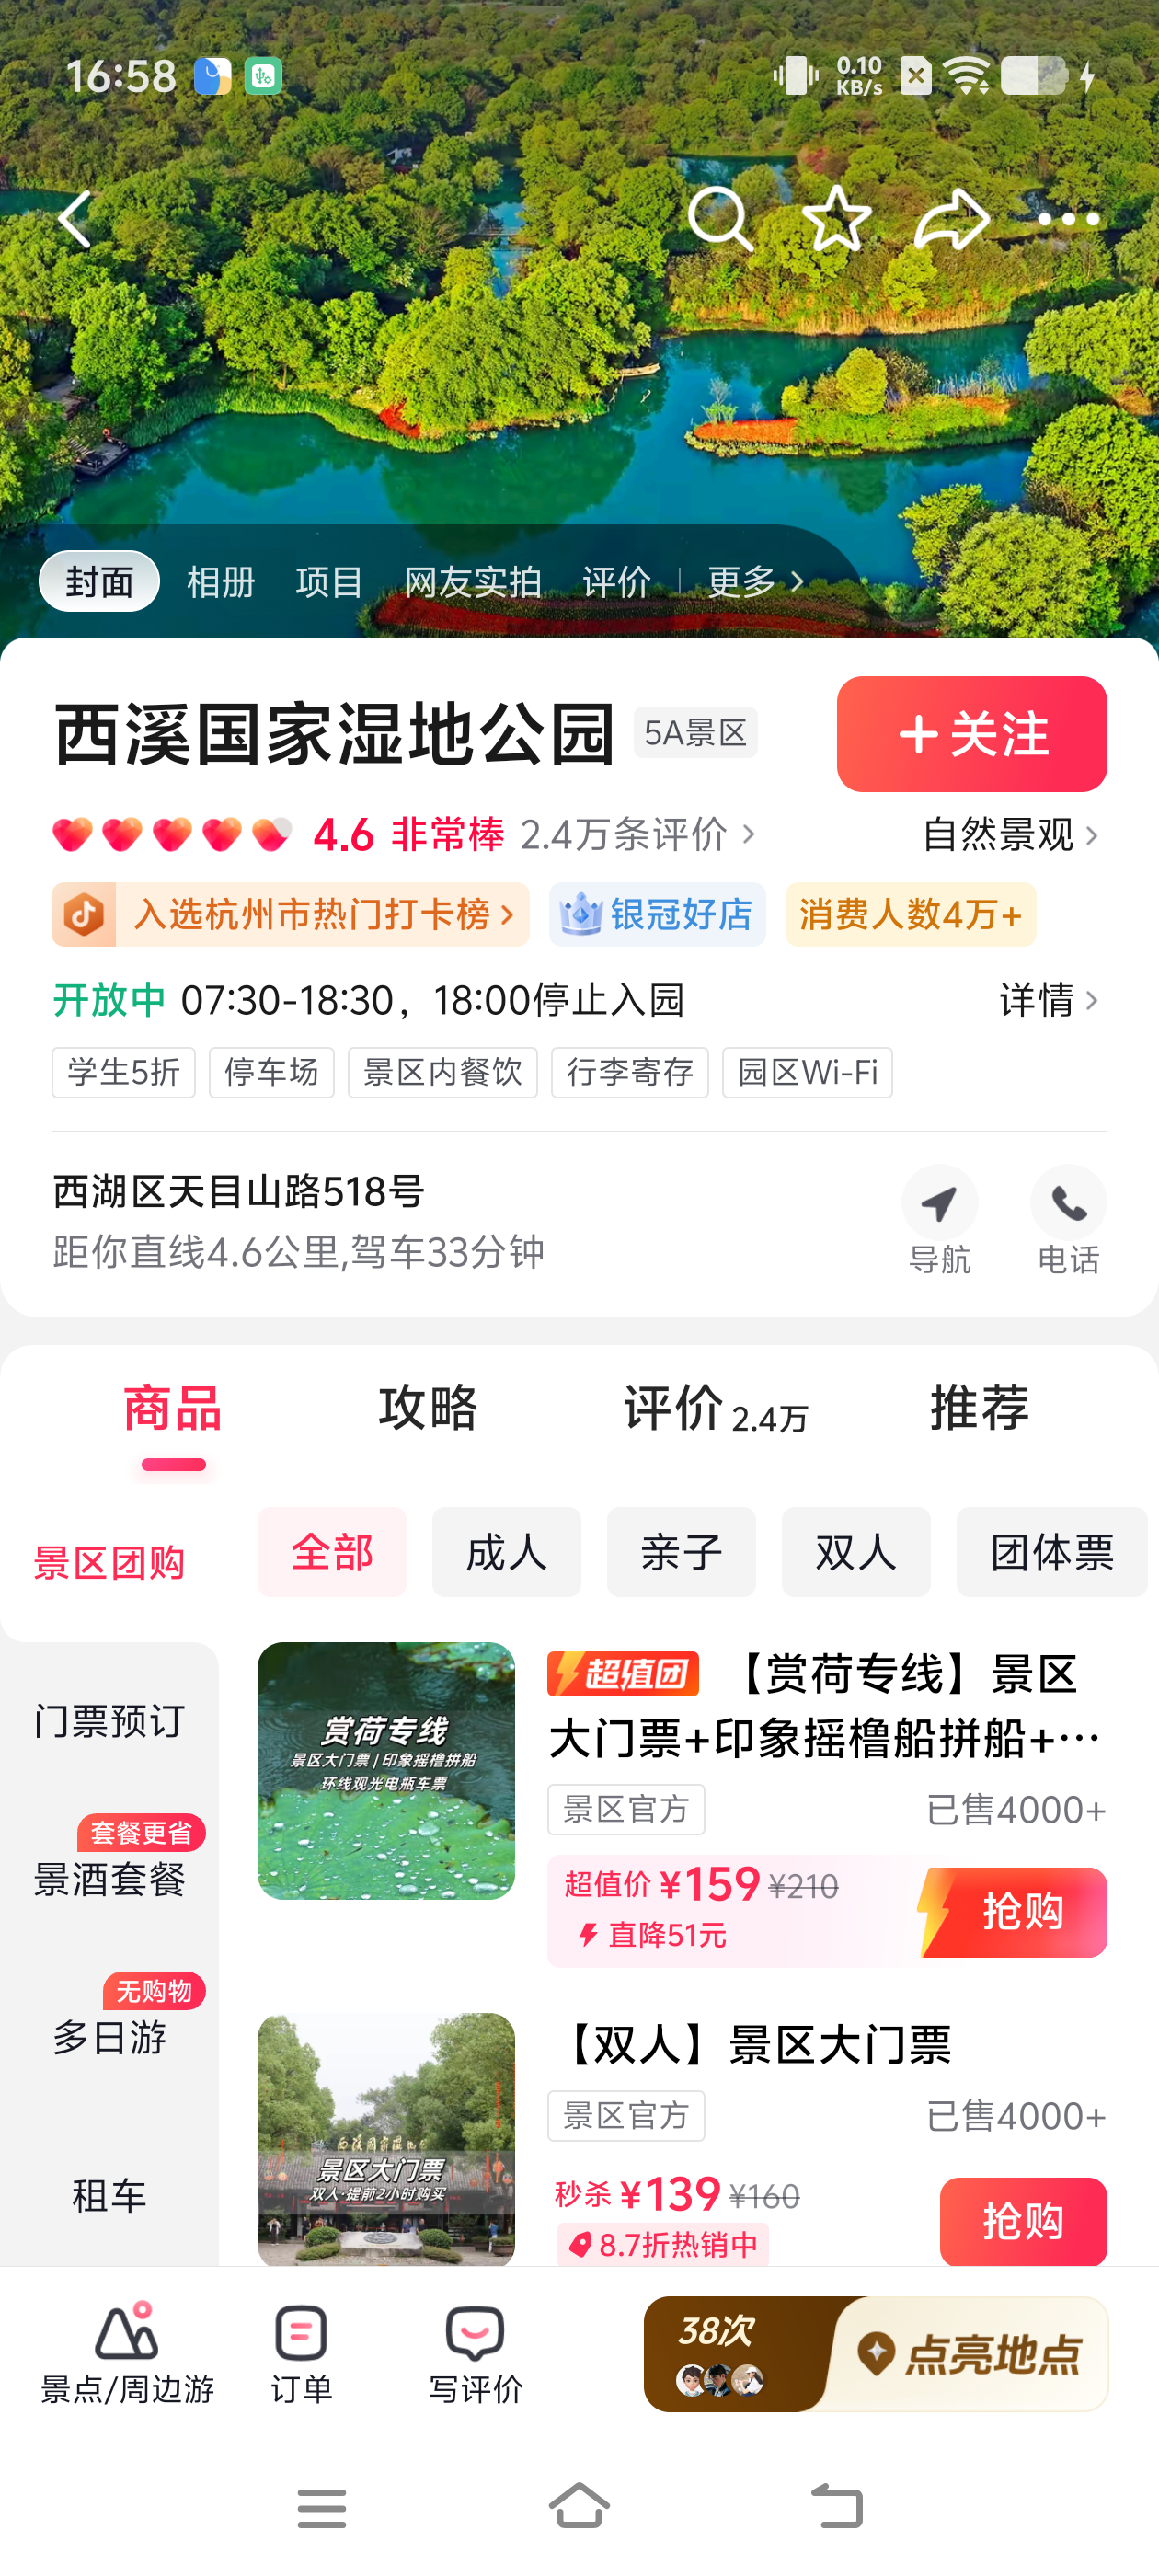 16:58
0.10
KB/s
封面 相册 项目 网友实拍 评价 更多
西溪国家湿地公园 5A景区 +关注
4.6 非常棒 2.4万条评价 自然景观
入选杭州市热门打卡榜 银冠好店 消费人数4万+
开放中 07:30-18:30，18:00停止入园 详情
学生5折 停车场 景区内餐饮 行李寄存 园区Wi-Fi
西湖区天目山路518号
距你直线4.6公里,驾车33分钟
导航 电话
商品 攻略 评价 2.4万 推荐
景区团购
全部 成人 亲子 双人 团体票
门票预订
套餐更省
景酒套餐
无购物
多日游
租车
赏荷专线
景区大门票 | 印象摇橹拼船
环线观光电瓶车票
超值团 【赏荷专线】景区
大门票+印象摇橹船拼船+…
景区官方 已售4000+
超值价 ¥159 ¥210
直降51元
抢购
西溪国家湿地公
景区大门票
双人·提前2小时购买
【双人】景区大门票
景区官方 已售4000+
秒杀 ¥139 ¥160
8.7折热销中
抢购
景点/周边游 订单 写评价
38次
点亮地点